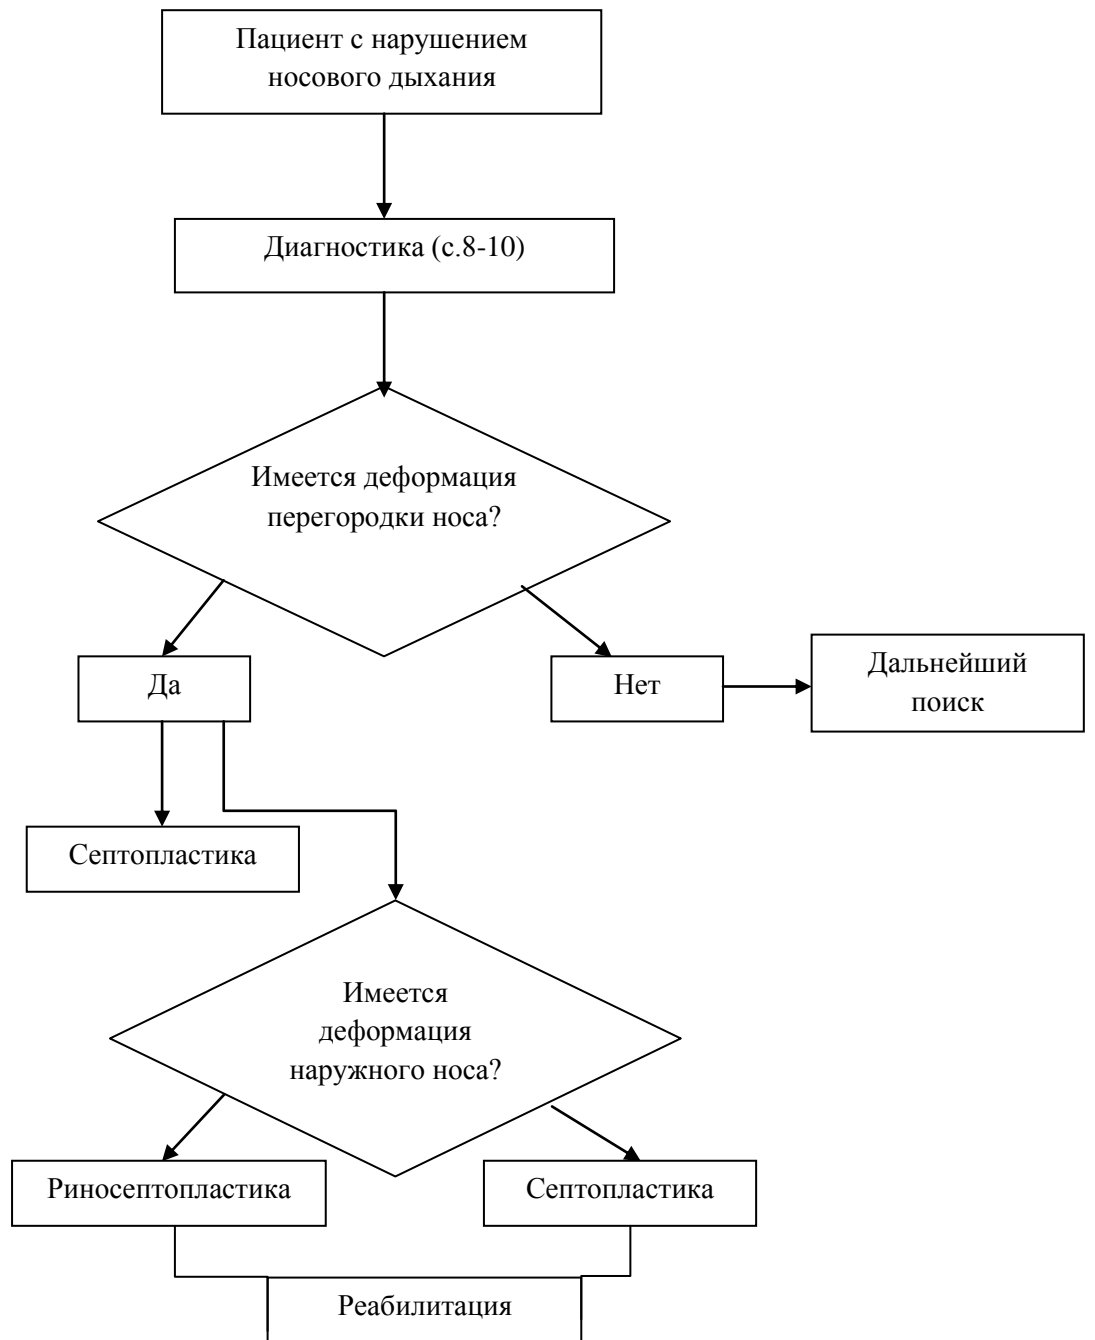 Пациент с нарушением
носового дыхания
Диагностика (с.8-10)
Имеется деформация
перегородки носа?
Да
Нет
Дальнейший
поиск
Септопластика
Имеется
деформация
наружного носа?
Риносептопластика
Септопластика
Реабилитация